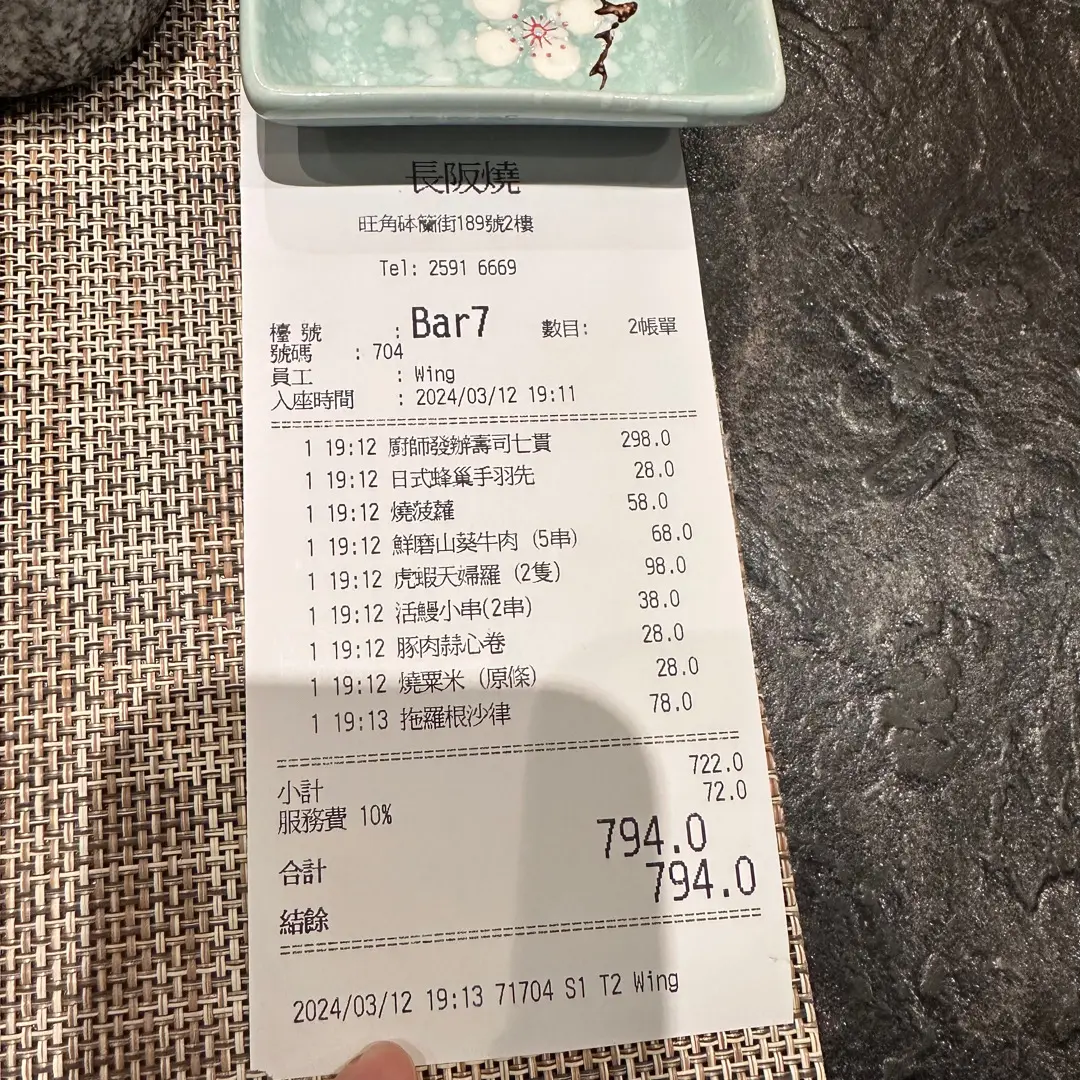 長阪燒
旺角砵蘭街189號2樓
Tel: 2591 6669
檯 號 : Bar7 數目: 2帳單
號碼 : 704
員工 : Wing
入座時間 : 2024/03/12 19:11
1 19:12 廚師發辦壽司七貫 298.0
1 19:12 日式蜂巢手羽先 28.0
1 19:12 燒菠蘿 58.0
1 19:12 鮮磨山葵牛肉 (5串) 68.0
1 19:12 虎蝦天婦羅 (2隻) 98.0
1 19:12 活鰻小串(2串) 38.0
1 19:12 豚肉蒜心卷 28.0
1 19:12 燒粟米 (原條) 28.0
1 19:13 拖羅根沙律 78.0
小計 722.0
服務費 10% 72.0
合計 794.0
結餘 794.0
2024/03/12 19:13 71704 S1 T2 Wing